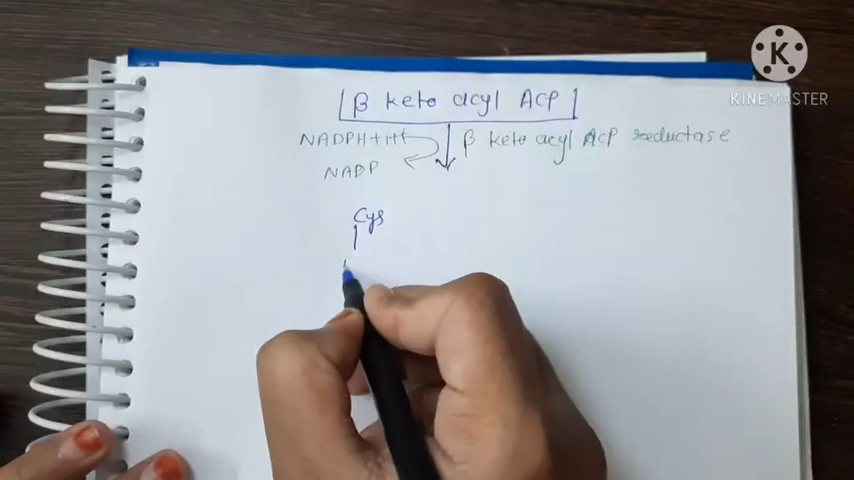 β keto acyl ACP
NADPH+H+
β keto acyl ACP reductase
NADP
Cys
KINEMASTER